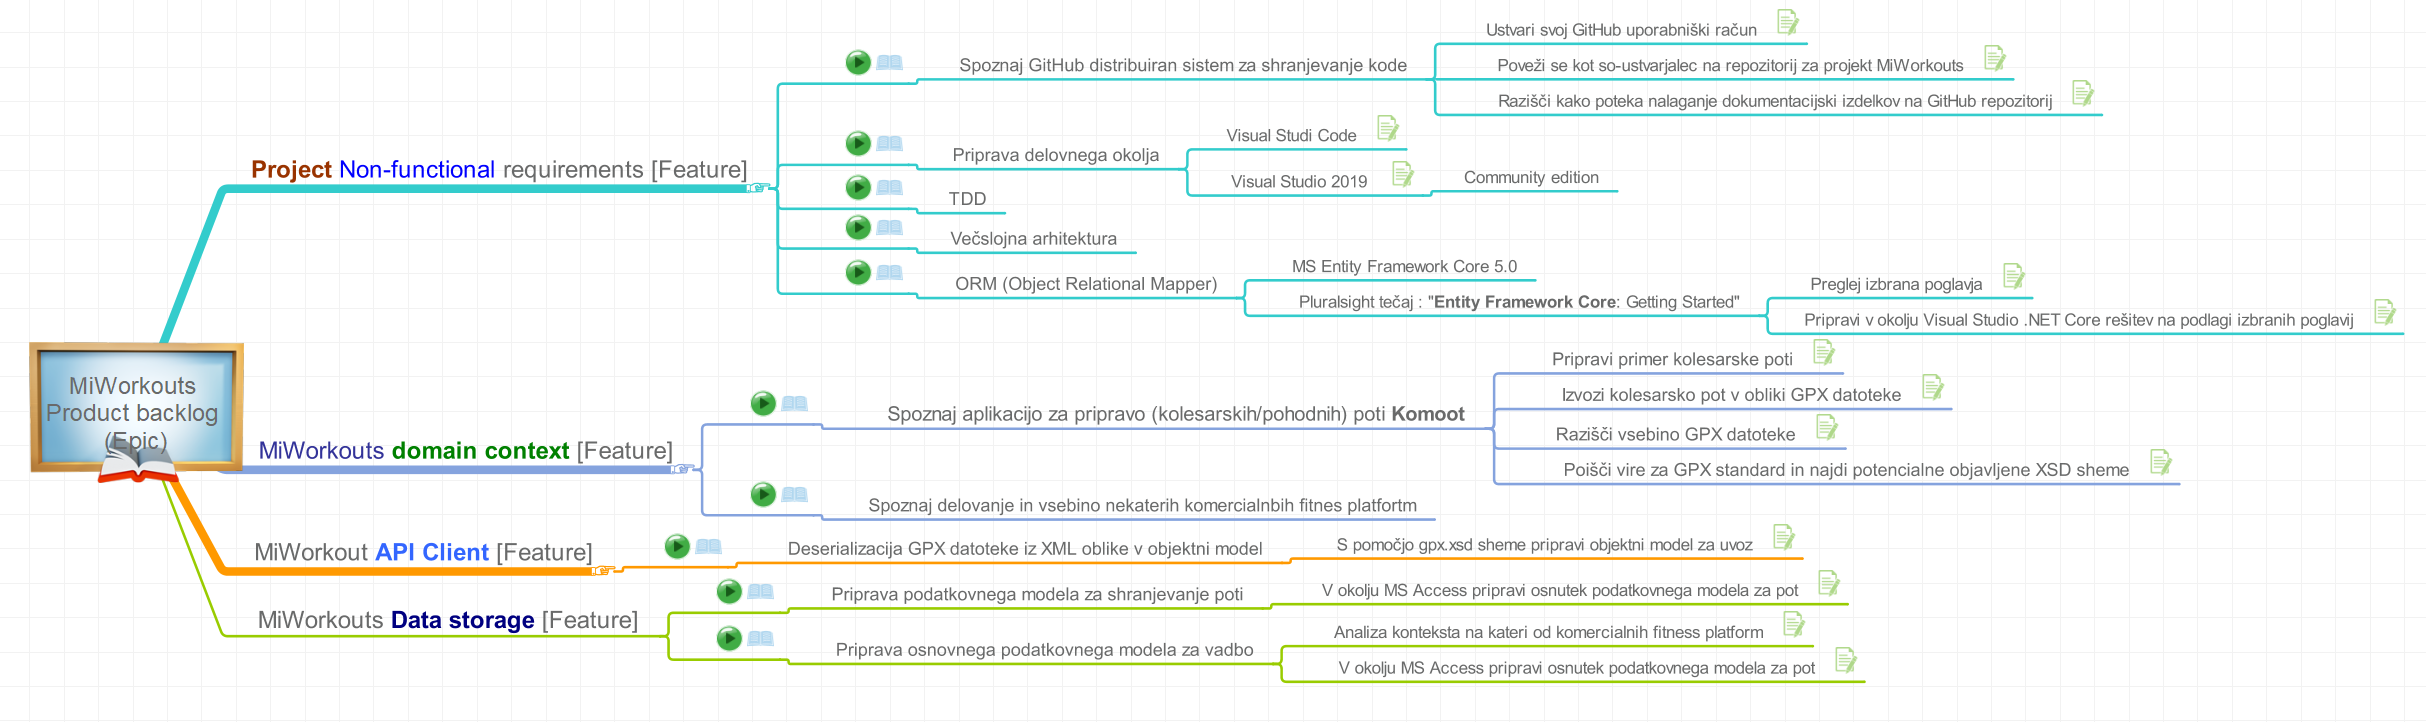 MiWorkouts
Product backlog
(Epic)
Project Non-functional requirements [Feature]
Spoznaj GitHub distribuiran sistem za shranjevanje kode
Ustvari svoj GitHub uporabniški račun
Poveži se kot so-ustvarjalec na repozitorij za projekt MiWorkouts
Razišči kako poteka nalaganje dokumentacijski izdelkov na GitHub repozitorij
Priprava delovnega okolja
Visual Studi Code
Visual Studio 2019
Community edition
TDD
Večslojna arhitektura
ORM (Object Relational Mapper)
MS Entity Framework Core 5.0
Pluralsight tečaj : "Entity Framework Core: Getting Started"
Preglej izbrana poglavja
Pripravi v okolju Visual Studio .NET Core rešitev na podlagi izbranih poglavij
MiWorkouts domain context [Feature]
Spoznaj aplikacijo za pripravo (kolesarskih/pohodnih) poti Komoot
Pripravi primer kolesarske poti
Izvozi kolesarsko pot v obliki GPX datoteke
Razišči vsebino GPX datoteke
Poišči vire za GPX standard in najdi potencialne objavljene XSD sheme
Spoznaj delovanje in vsebino nekaterih komercialnbih fitnes platfortm
MiWorkout API Client [Feature]
Deserializacija GPX datoteke iz XML oblike v objektni model
S pomočjo gpx.xsd sheme pripravi objektni model za uvoz
MiWorkouts Data storage [Feature]
Priprava podatkovnega modela za shranjevanje poti
V okolju MS Access pripravi osnutek podatkovnega modela za pot
Priprava osnovnega podatkovnega modela za vadbo
Analiza konteksta na kateri od komercialnih fitness platform
V okolju MS Access pripravi osnutek podatkovnega modela za pot